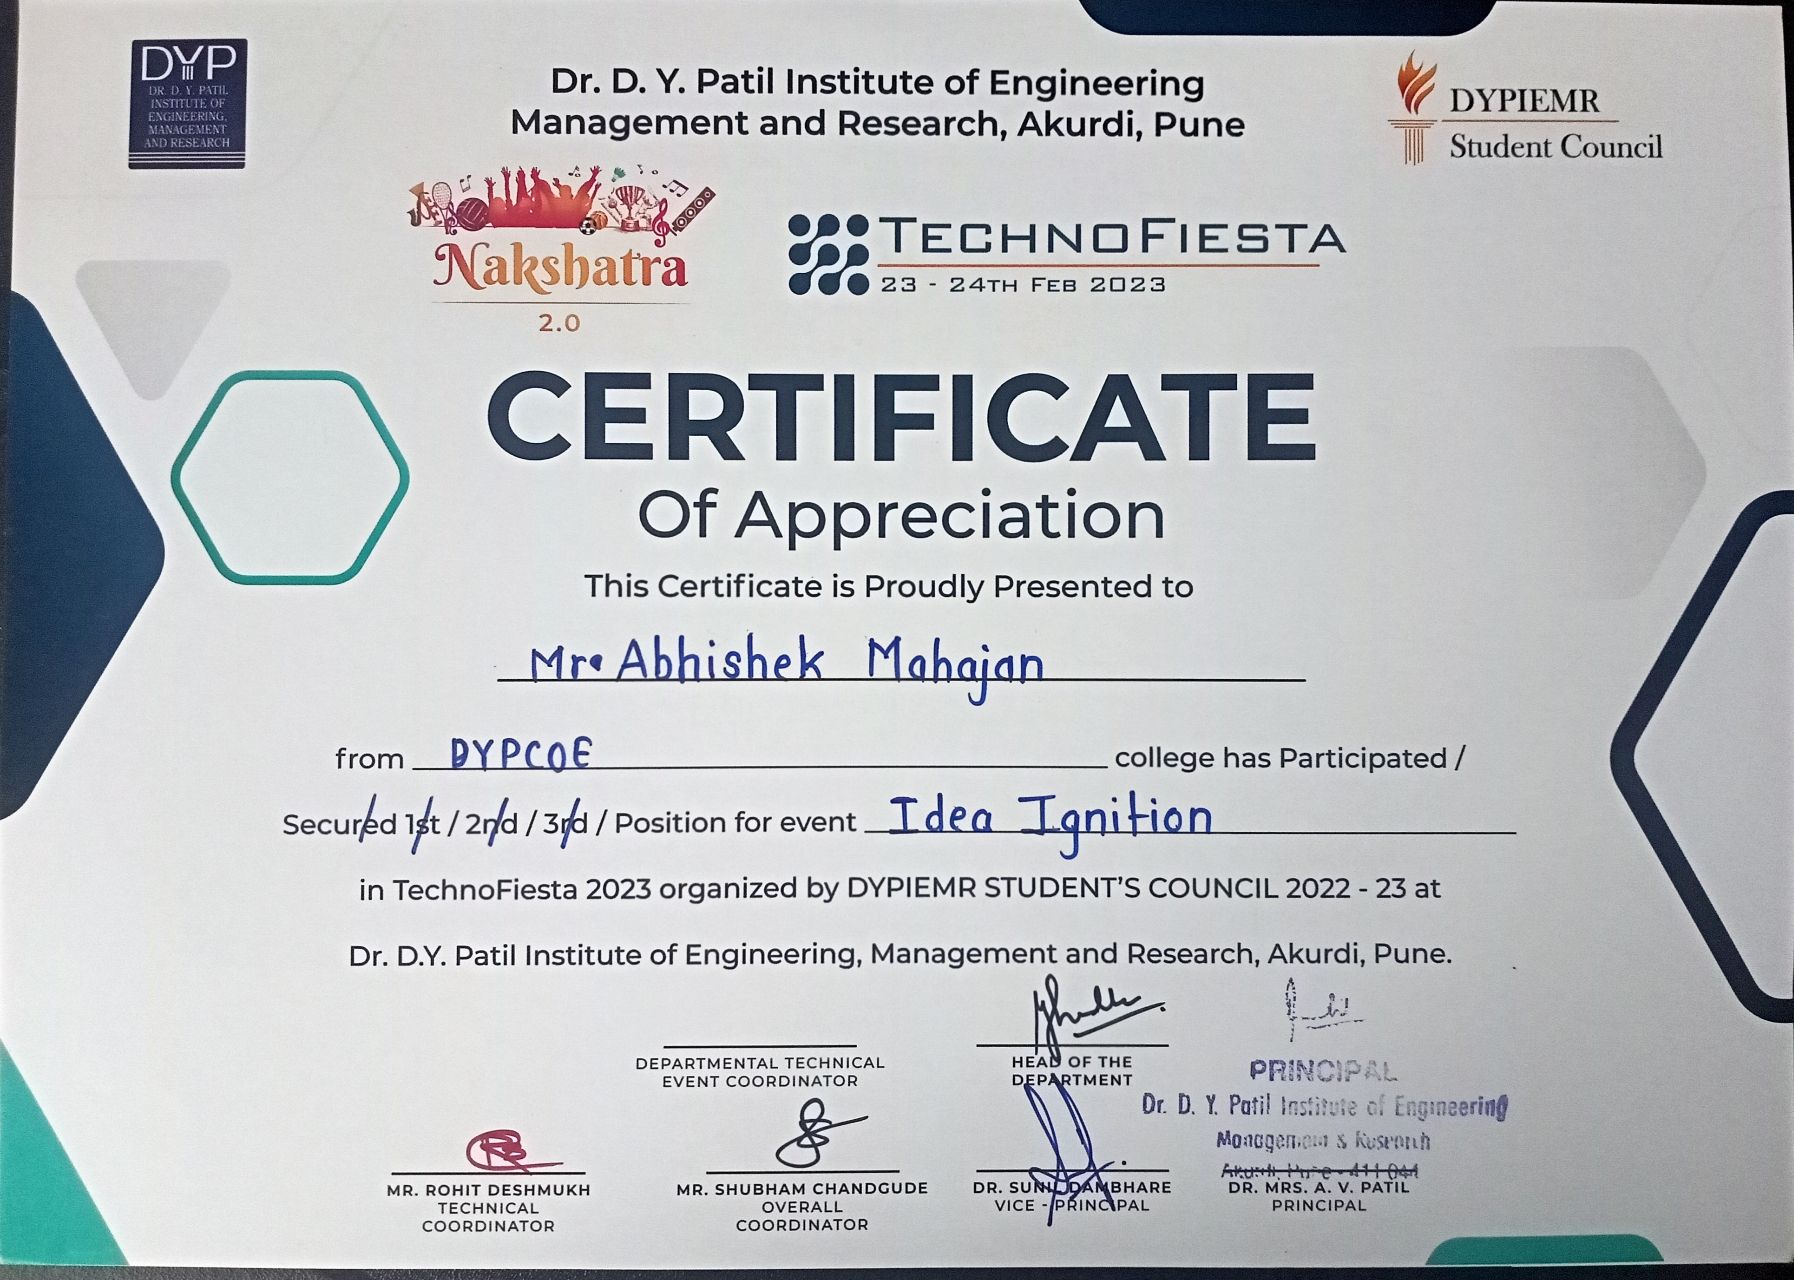 DYP
DR. D. Y. PATIL
INSTITUTE OF
ENGINEERING,
MANAGEMENT
AND RESEARCH
Dr. D. Y. Patil Institute of Engineering
Management and Research, Akurdi, Pune
DYPIEMR
Student Council
Nakshatra
2.0
TECHNOFIESTA
23 - 24TH FEB 2023
CERTIFICATE
Of Appreciation
This Certificate is Proudly Presented to
Mr. Abhishek Mahajan
from DYPCOE college has Participated /
Secured 1st / 2nd / 3rd / Position for event Idea Ignition
in TechnoFiesta 2023 organized by DYPIEMR STUDENT'S COUNCIL 2022 - 23 at
Dr. D.Y. Patil Institute of Engineering, Management and Research, Akurdi, Pune.
DEPARTMENTAL TECHNICAL
EVENT COORDINATOR
HEAD OF THE
DEPARTMENT
PRINCIPAL
Dr. D. Y. Patil Institute of Engineering
Management & Research
Akurdi, Pune - 411 044
MR. ROHIT DESHMUKH
TECHNICAL
COORDINATOR
MR. SHUBHAM CHANDGUDE
OVERALL
COORDINATOR
DR. SUNIL DAMBHARE
VICE - PRINCIPAL
DR. MRS. A. V. PATIL
PRINCIPAL